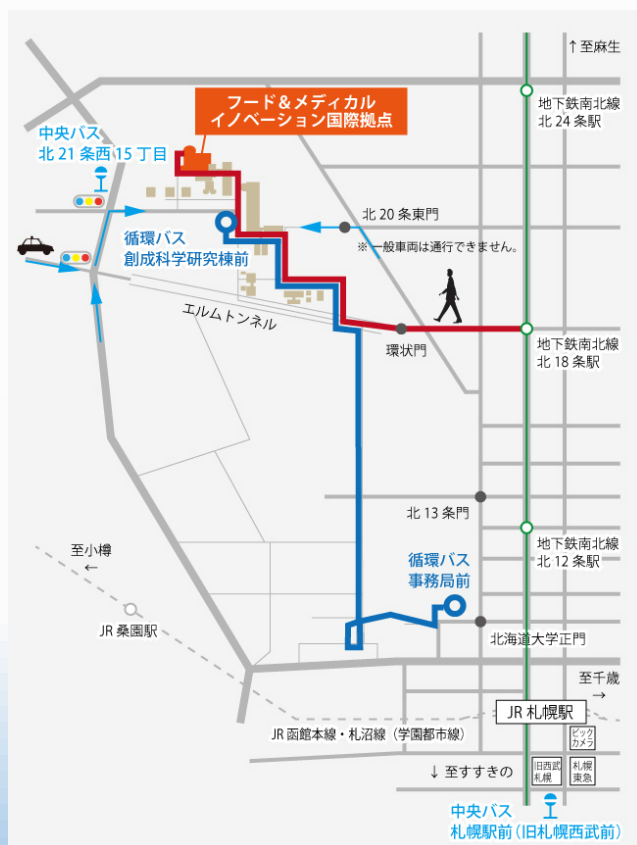 ↑至麻生
地下鉄南北線
北24条駅
フード＆メディカル
イノベーション国際拠点
中央バス
北21条西15丁目
北20条東門
※一般車両は通行できません。
循環バス
創成科学研究棟前
エルムトンネル
環状門
地下鉄南北線
北18条駅
北13条門
地下鉄南北線
北12条駅
循環バス
事務局前
至小樽
←
JR桑園駅
北海道大学正門
至千歳
→
JR札幌駅
JR函館本線・札沼線（学園都市線）
ビック
カメラ
↓至すすきの
旧西武
札幌
札幌
東急
中央バス
札幌駅前（旧札幌西武前）